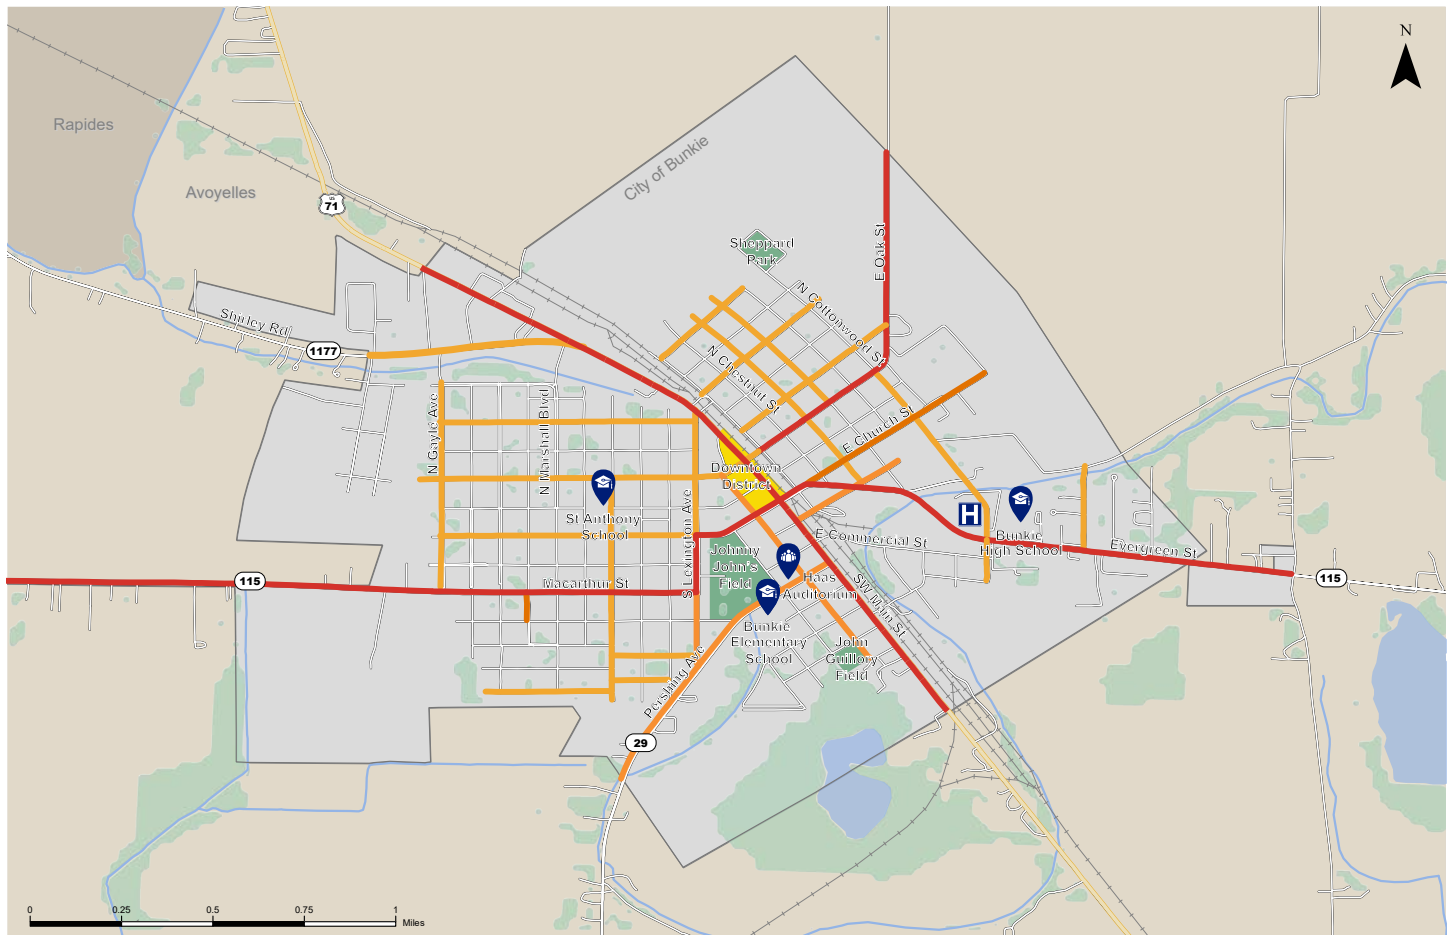 N
Rapides
City of Bunkie
Avoyelles
US
71
Sheppard
Park
E Oak St
N Cottonwood St
Shirley Rd
1177
N Chestnut St
N Gayle Ave
N Marshall Blvd
E Church St
Downtown
District
S Lexington Ave
St Anthony
School
H
Bunkie
High School
E Commercial St
Evergreen St
Johnny
John's
Field
115
Macarthur St
Haas
Auditorium
SW Main St
115
Bunkie
Elementary
School
John
Guillory
Field
Pershing Ave
29
0 0.25 0.5 0.75 1
Miles